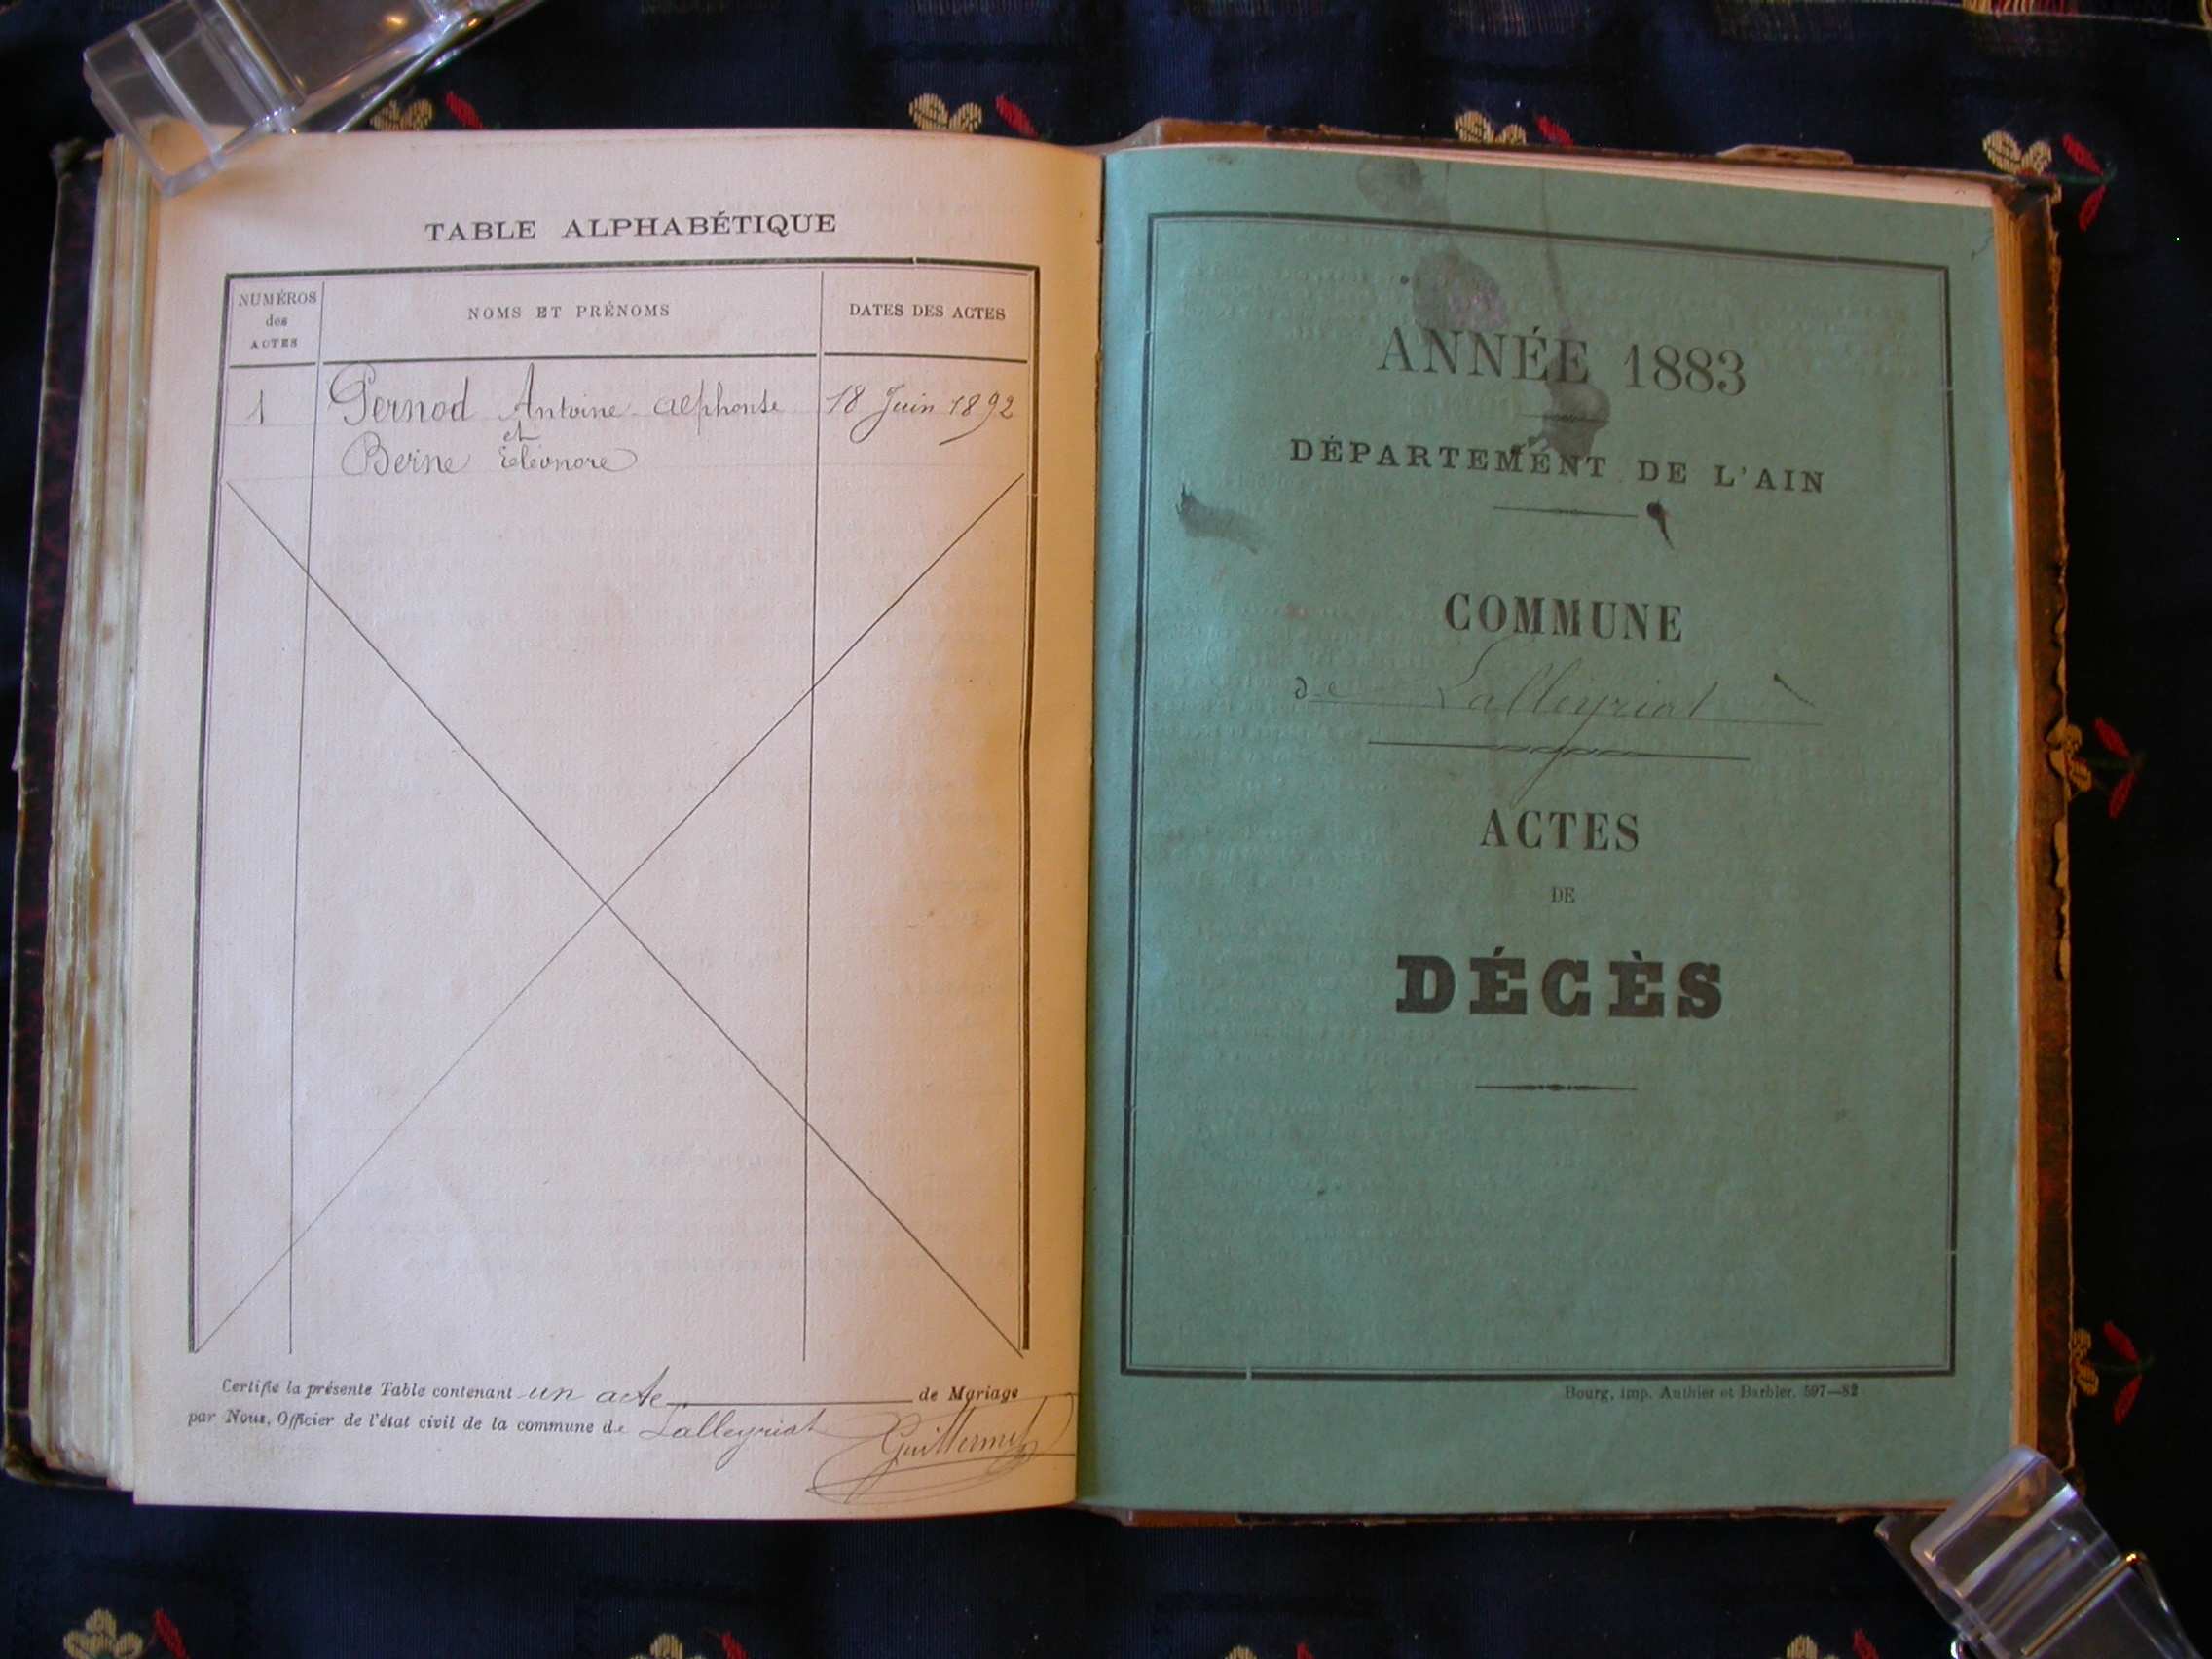 TABLE ALPHABÉTIQUE
NUMÉROS
des
ACTES
NOMS ET PRÉNOMS
DATES DES ACTES
1 Pernod Antoine Alphonse 18 Juin 1892
et
Berne Eléonore
Certifié la présente Table contenant un acte de Mariage
par Nous, Officier de l'état civil de la commune de Lalleyriat
Guillermet
ANNÉE 1883
DÉPARTEMENT DE L'AIN
COMMUNE
de Lalleyriat
ACTES
DE
DÉCÈS
Bourg, imp. Authier et Barbier. 597—82